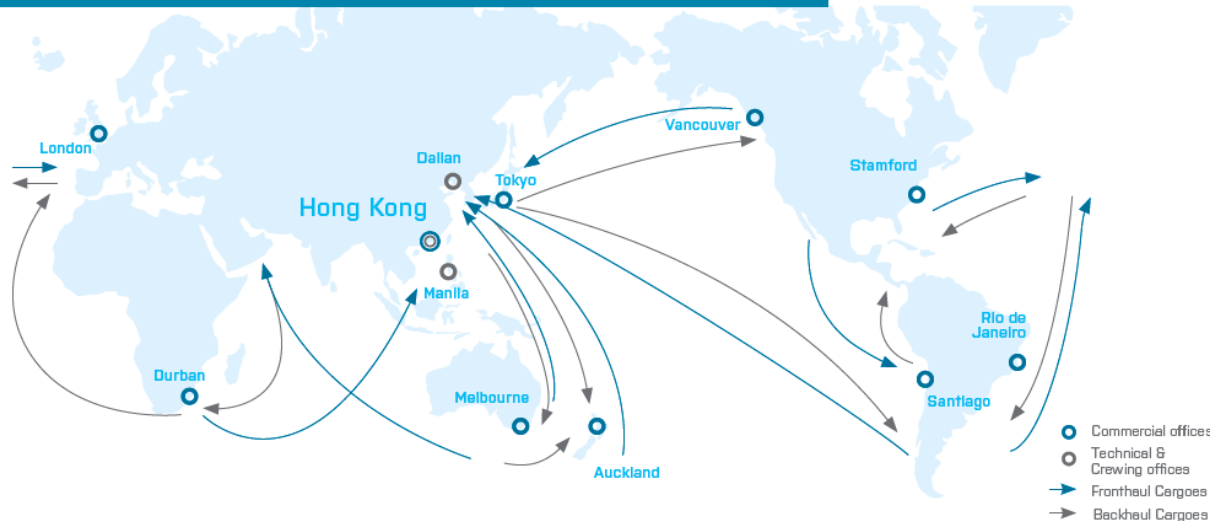 London
Dalian
Tokyo
Hong Kong
Manila
Vancouver
Stamford
Rio de
Janeiro
Durban
Melbourne
Santiago
Auckland
Commercial offices
Technical &
Crewing offices
Fronthaul Cargoes
Backhaul Cargoes